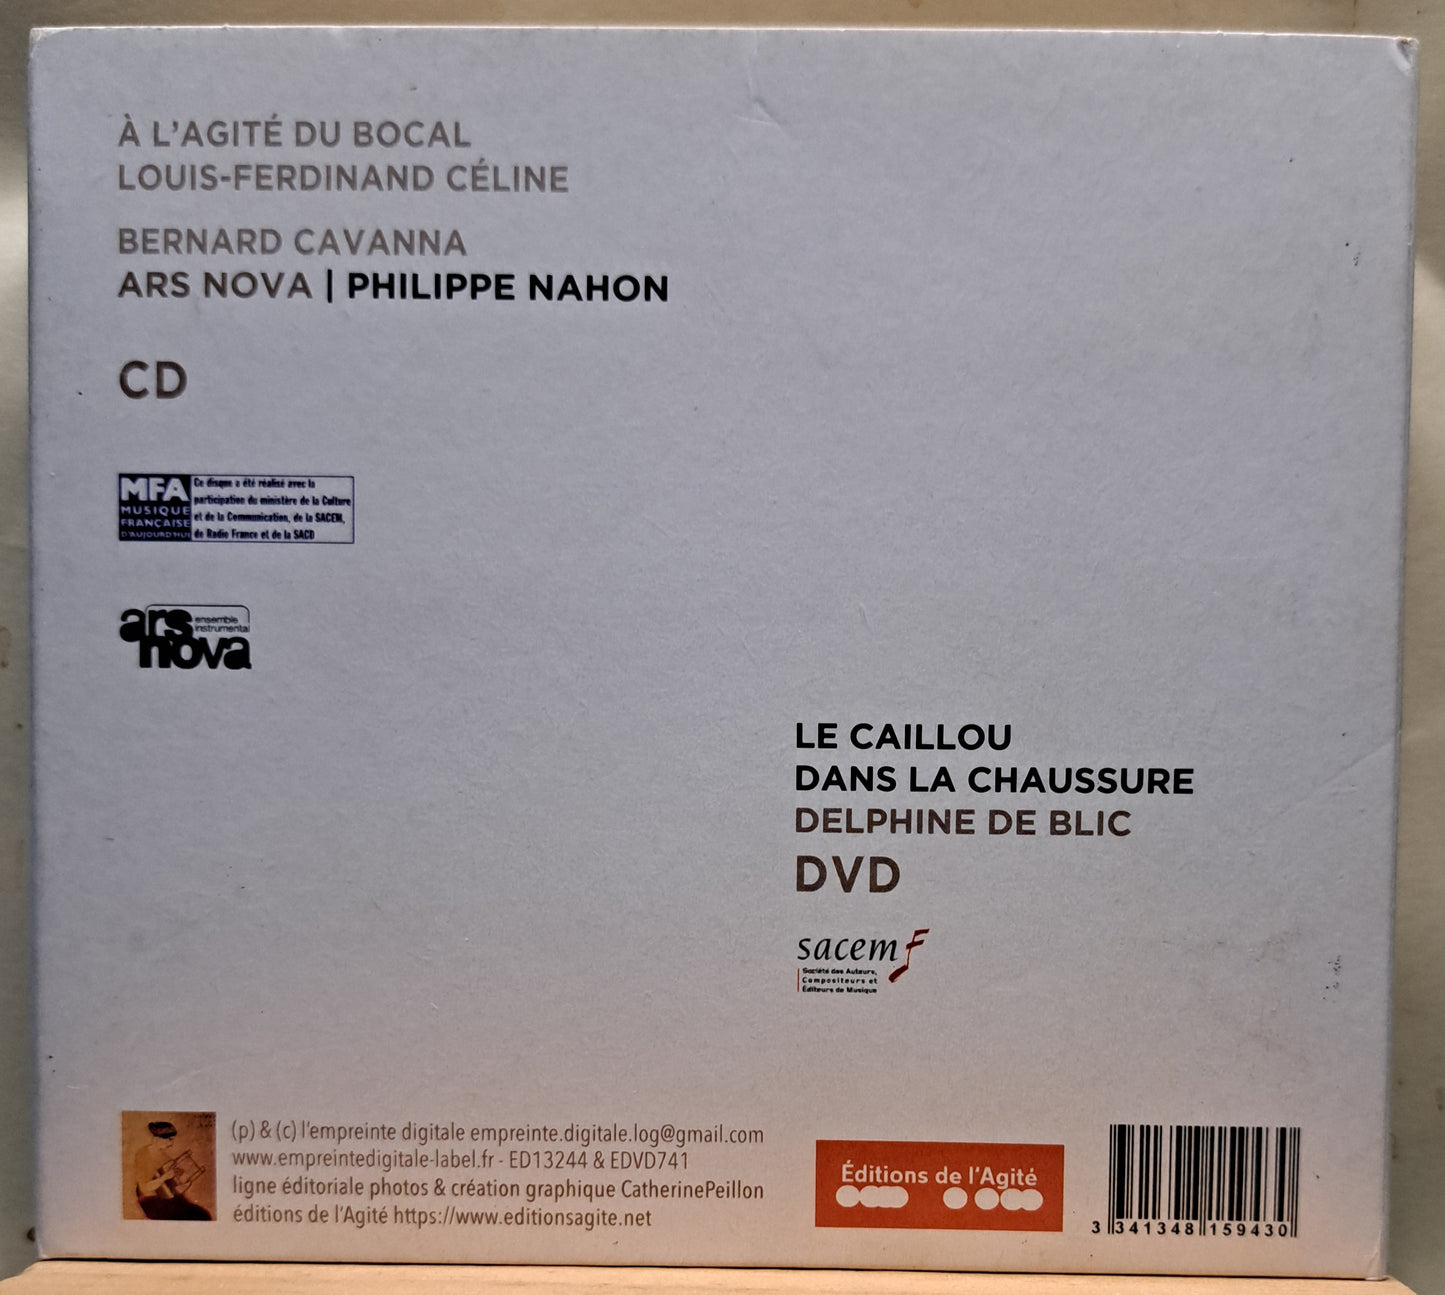 À L'AGITÉ DU BOCAL
LOUIS-FERDINAND CÉLINE
BERNARD CAVANNA
ARS NOVA | PHILIPPE NAHON
CD
MFA
MUSIQUE
FRANÇAISE
D'AUJOURD'HUI
Ce disque a été réalisé avec la
participation du ministère de la Culture
et de la Communication, de la SACEM,
de Radio France et de la SACD
ars
nova
ensemble
instrumental
LE CAILLOU
DANS LA CHAUSSURE
DELPHINE DE BLIC
DVD
sacem
Société des Auteurs,
Compositeurs et
Éditeurs de Musique
(p) & (c) l'empreinte digitale empreinte.digitale.log@gmail.com
www.empreintedigitale-label.fr - ED13244 & EDVD741
ligne éditoriale photos & création graphique CatherinePeillon
éditions de l'Agité https://www.editionsagite.net
Éditions de l'Agité
3 341348 159430